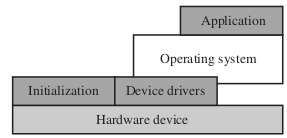 Application
Operating system
Initialization
Device drivers
Hardware device